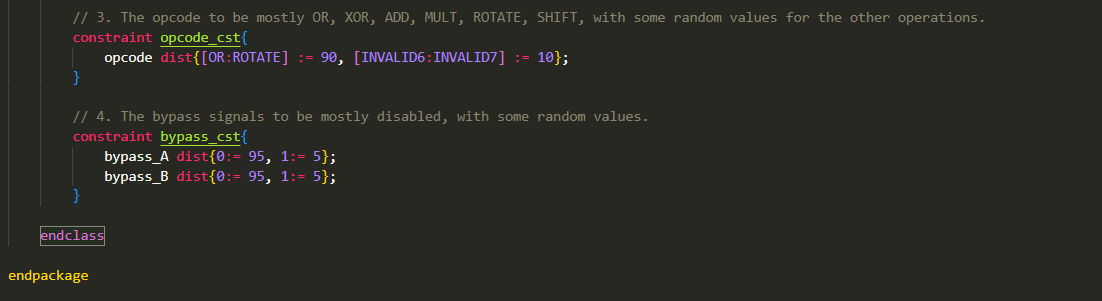 // 3. The opcode to be mostly OR, XOR, ADD, MULT, ROTATE, SHIFT, with some random values for the other operations.
constraint opcode_cst{
opcode dist{[OR:ROTATE] := 90, [INVALID6:INVALID7] := 10};
}
// 4. The bypass signals to be mostly disabled, with some random values.
constraint bypass_cst{
bypass_A dist{0:= 95, 1:= 5};
bypass_B dist{0:= 95, 1:= 5};
}
endclass
endpackage